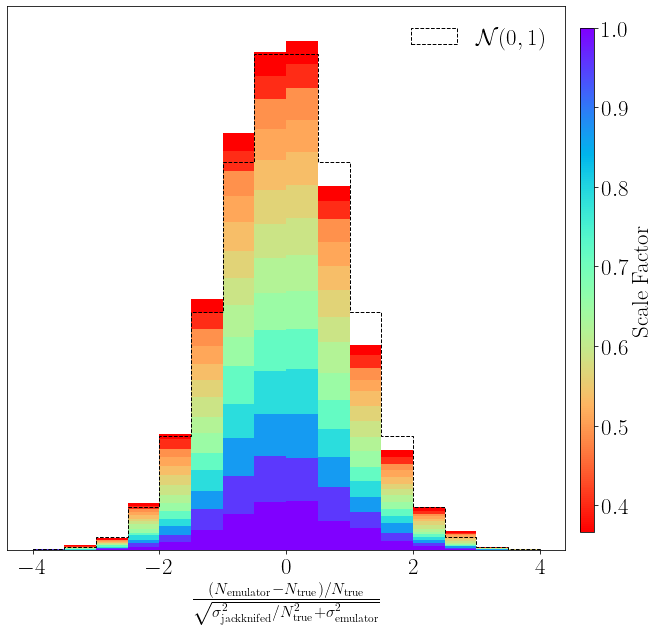 𝒩(0, 1)
1.0
0.9
0.8
0.7
0.6
0.5
0.4
Scale Factor
−4 −2 0 2 4
(N_emulator−N_true)/N_true
√σ²_jackknifed/N²_true+σ²_emulator